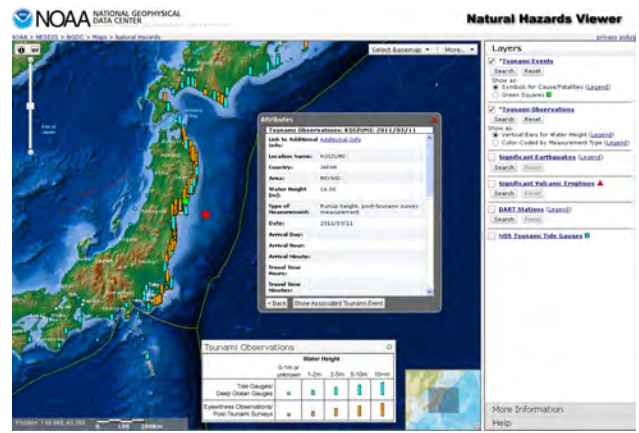 NOAA NATIONAL GEOPHYSICAL
DATA CENTER
Natural Hazards Viewer
NOAA > NESDIS > NGDC > Maps > Natural Hazards
privacy policy
Select Basemap
More...
Layers
*Tsunami Events
Search Reset
Show as:
Symbols for Cause/Fatalities (Legend)
Green Squares
*Tsunami Observations
Search Reset
Show as:
Vertical Bars for Water Height (Legend)
Color-Coded by Measurement Type (Legend)
Significant Earthquakes (Legend)
Search Reset
Significant Volcanic Eruptions
Search Reset
DART Stations (Legend)
Search Reset
NOS Tsunami Tide Gauges
More Information
Help
Attributes
Tsunami Observations: KOIZUMI: 2011/03/11
Link to Additional Info: Additional Info
Location Name: KOIZUMI
Country: JAPAN
Area: MIYAGI
Water Height (m):
Type of Measurement: Runup height, post-tsunami survey measurement
Date: 2011/03/11
Arrival Day:
Arrival Hour:
Arrival Minute:
Travel Time Hours:
Travel Time Minutes:
< Back Show Associated Tsunami Event
Tsunami Observations
Water Height
0-1m or unknown 1-2m 2-5m 5-10m 10+m
Tide Gauges/
Deep Ocean Gauges
Eyewitness Observations/
Post Tsunami Surveys
0 100 200km